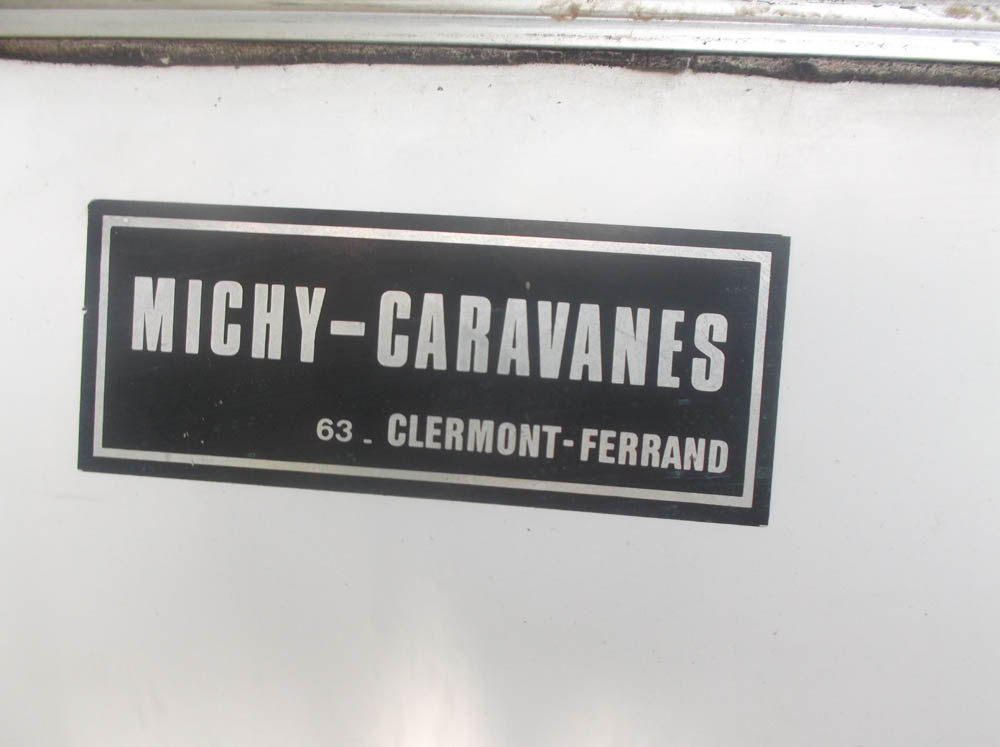 MICHY-CARAVANES
63 - CLERMONT-FERRAND